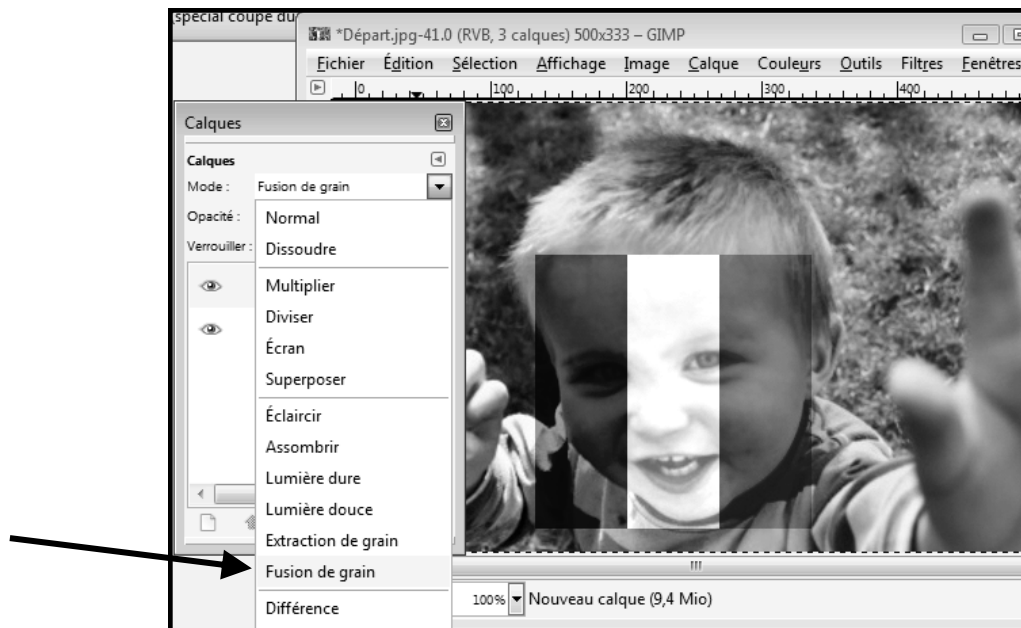 (spécial coupe du
*Départ.jpg-41.0 (RVB, 3 calques) 500x333 – GIMP
Fichier Édition Sélection Affichage Image Calque Couleurs Outils Filtres Fenêtres
0 100 200 300 400
Calques
Calques
Mode : Fusion de grain
Opacité :
Verrouiller :
Normal
Dissoudre
Multiplier
Diviser
Écran
Superposer
Éclaircir
Assombrir
Lumière dure
Lumière douce
Extraction de grain
Fusion de grain
Différence
100% Nouveau calque (9,4 Mio)